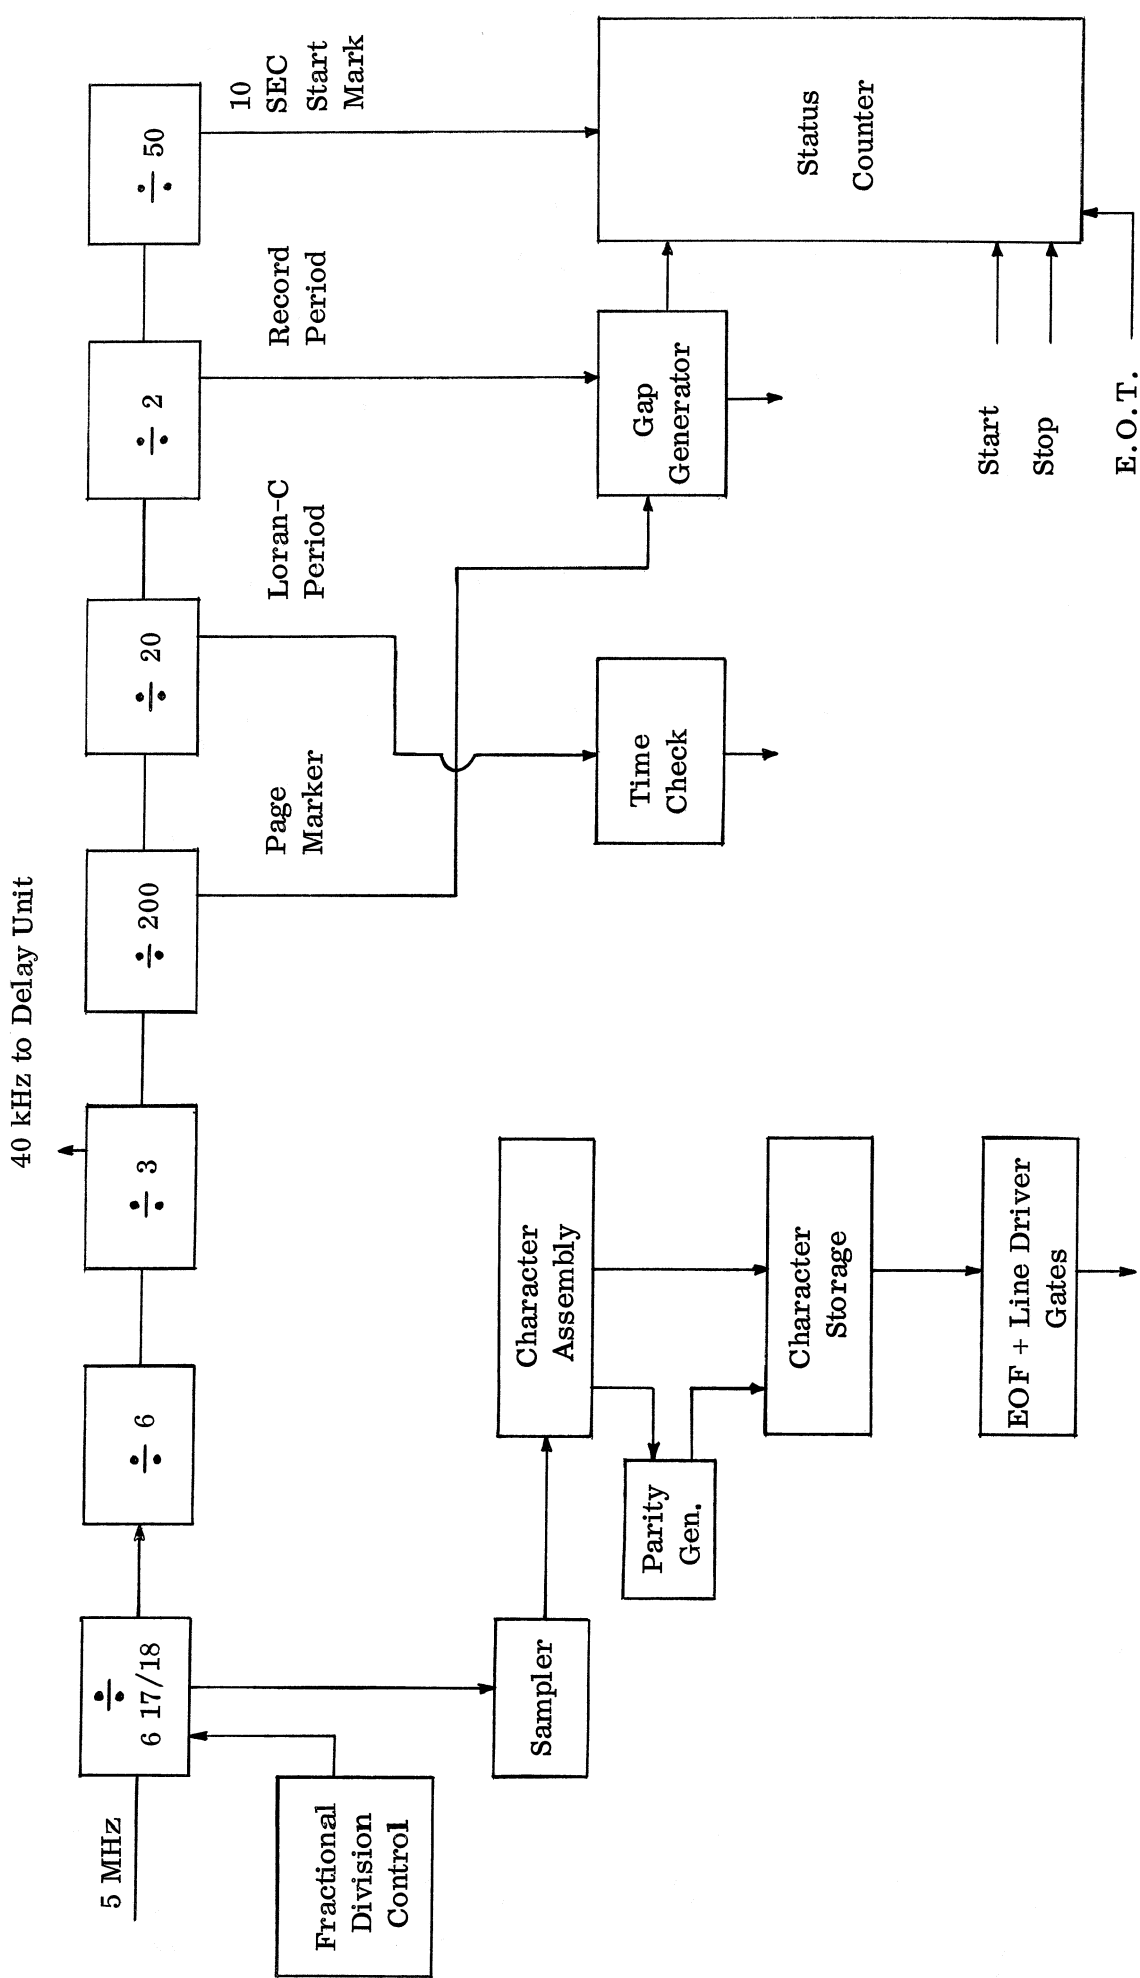 40 kHz to Delay Unit
5 MHz
÷
6 17/18
÷ 6
÷ 3
÷ 200
÷ 20
÷ 2
÷ 50
Fractional
Division
Control
Page
Marker
Loran-C
Period
Record
Period
10
SEC
Start
Mark
Sampler
Character
Assembly
Parity
Gen.
Character
Storage
EOF + Line Driver
Gates
Time
Check
Gap
Generator
Status
Counter
Start
Stop
E.O.T.